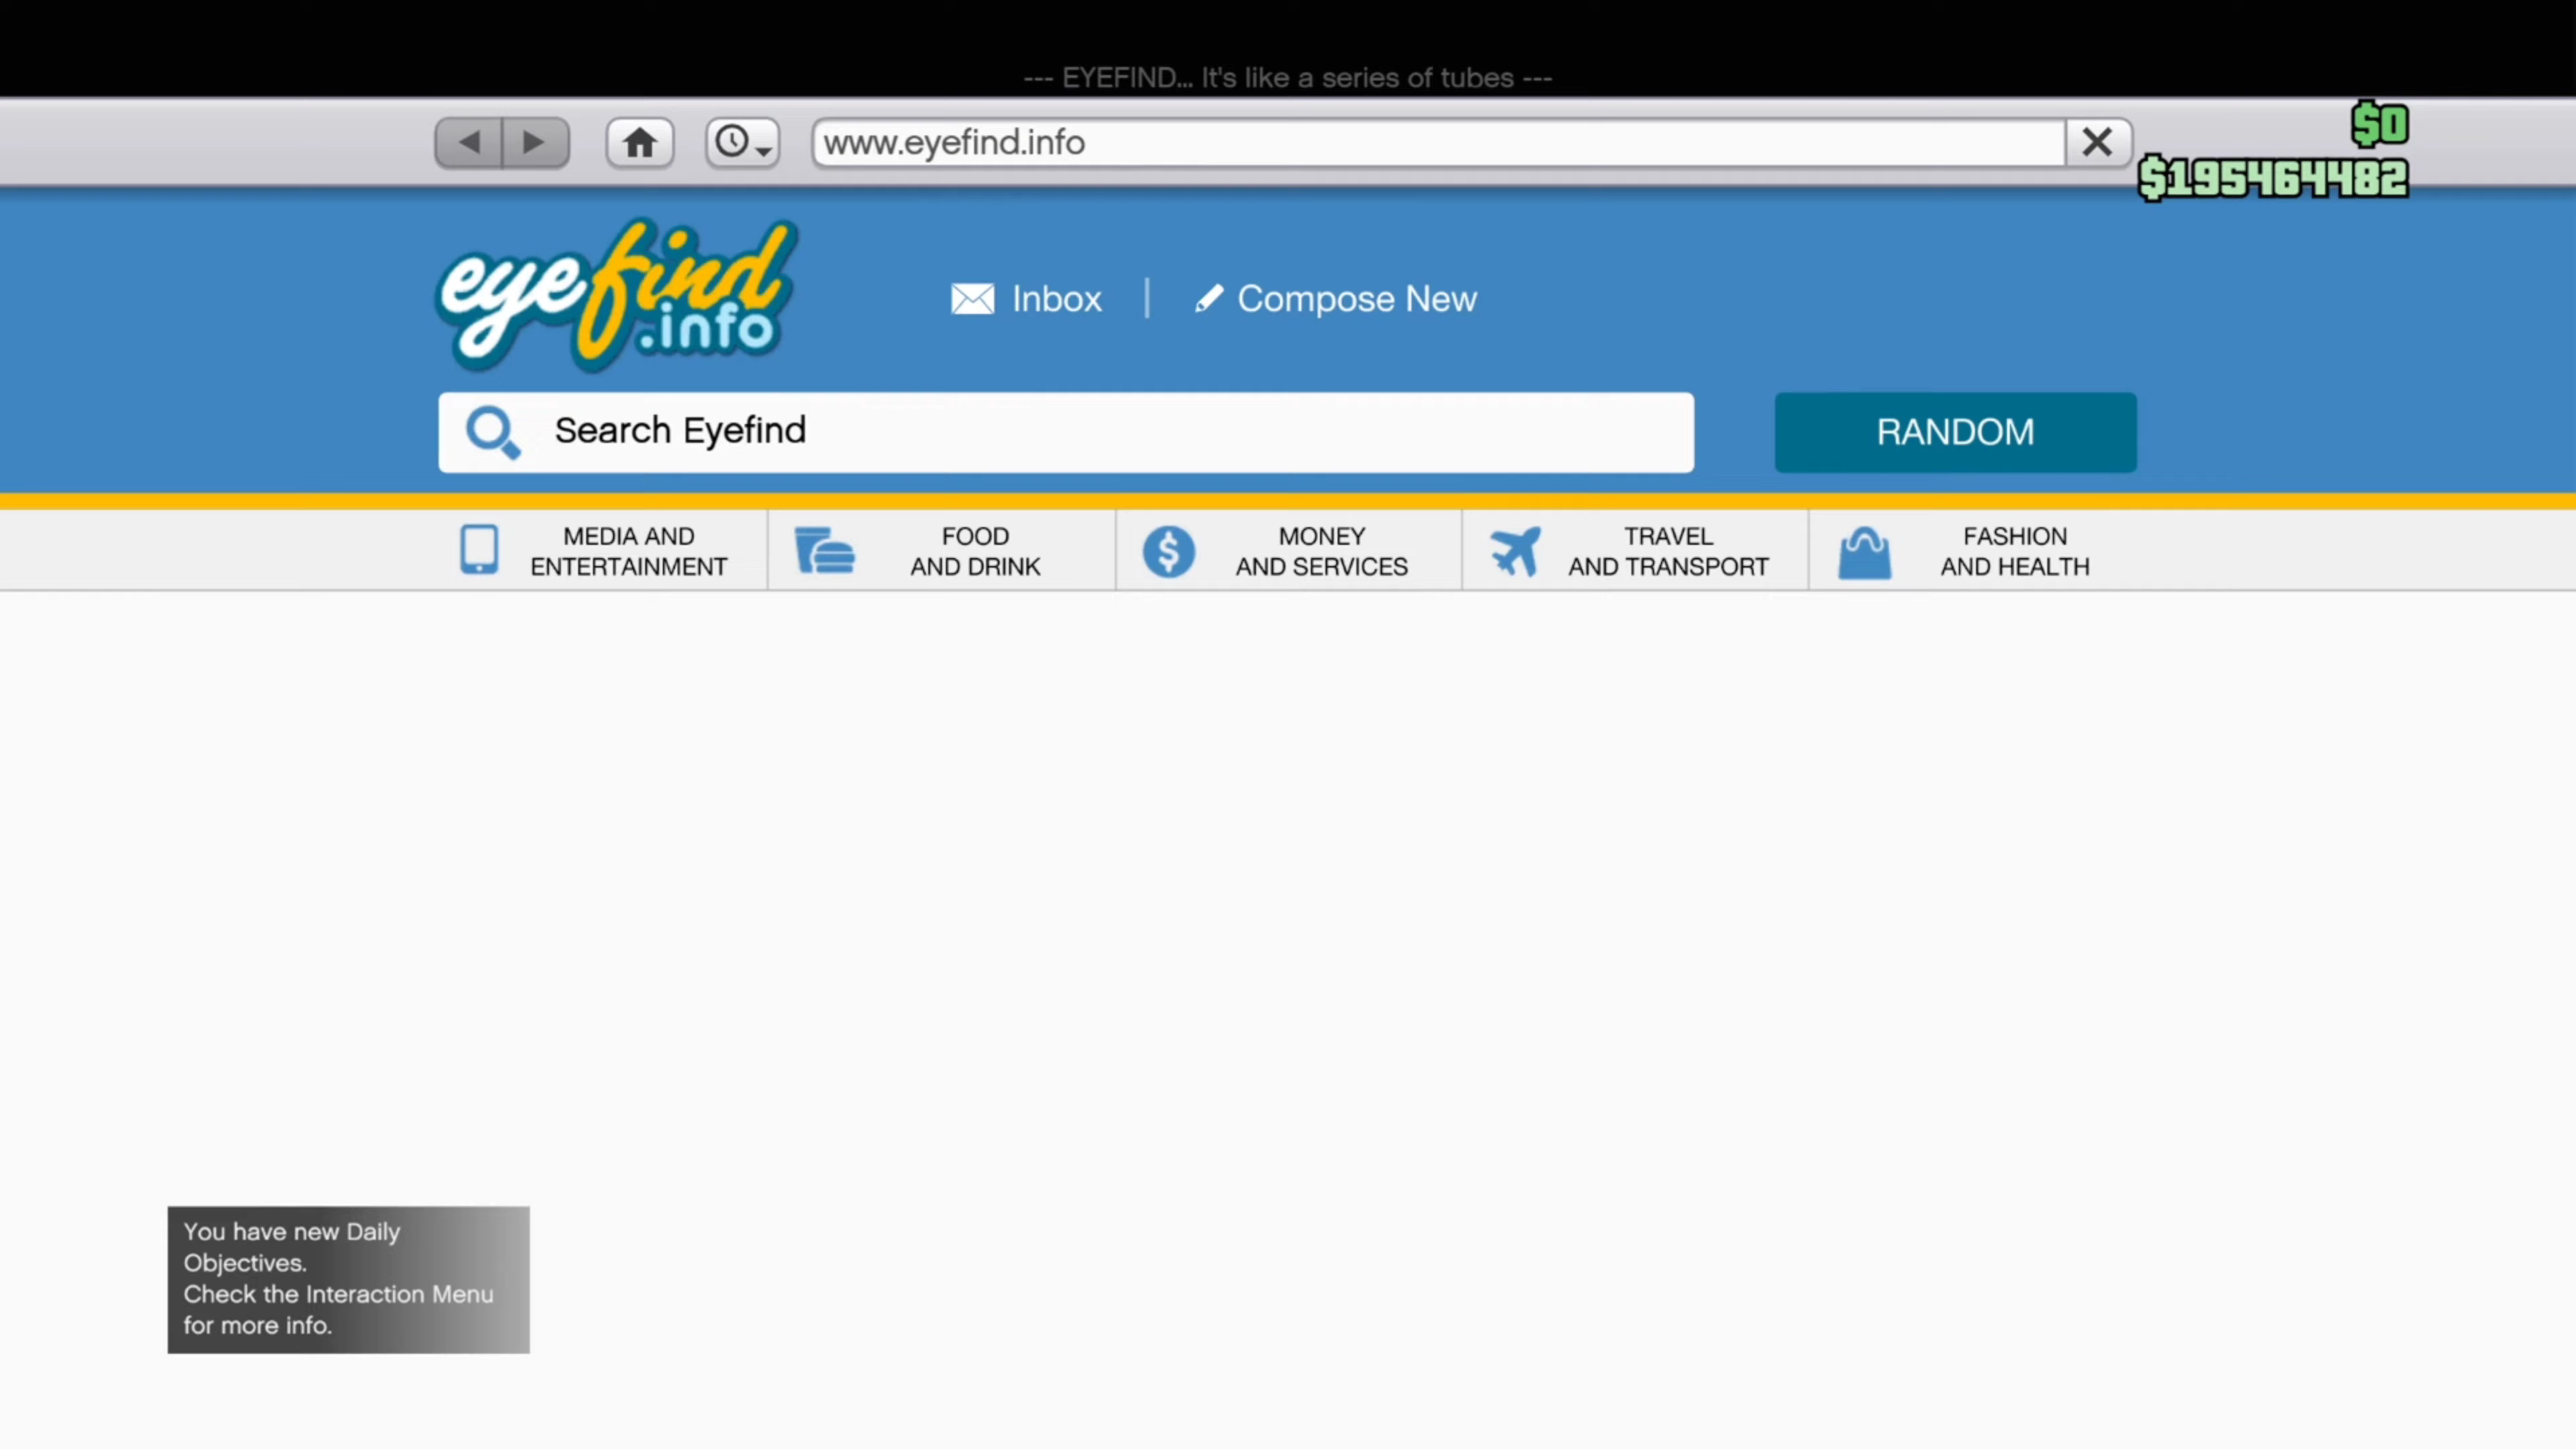 --- EYEFIND... It's like a series of tubes ---
www.eyefind.info
$0
$195464482
eyefind
.info
Inbox
Compose New
Search Eyefind
RANDOM
MEDIA AND
ENTERTAINMENT
FOOD
AND DRINK
MONEY
AND SERVICES
TRAVEL
AND TRANSPORT
FASHION
AND HEALTH
You have new Daily
Objectives.
Check the Interaction Menu
for more info.